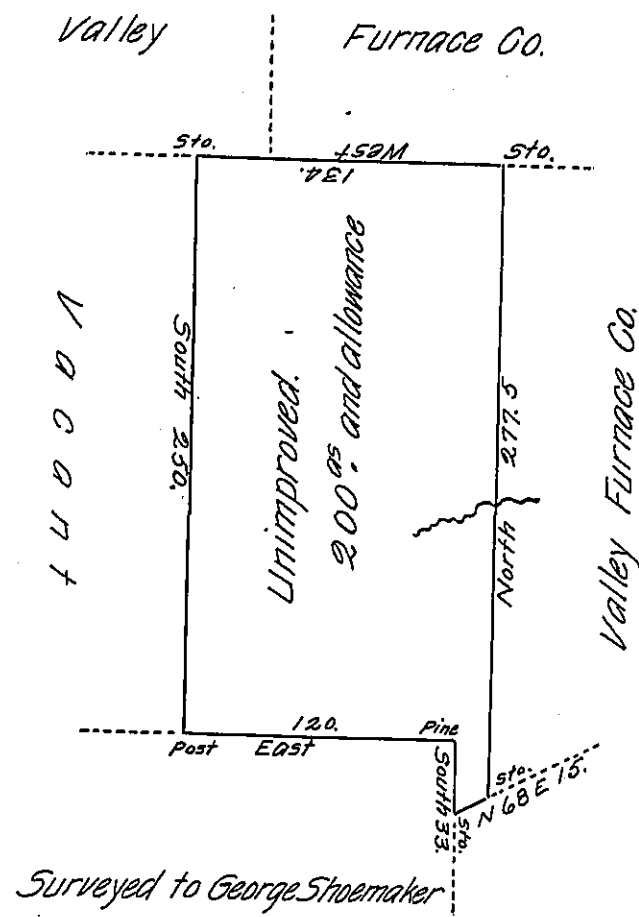 Valley Furnace Co.
Sto.
West
134.
Sto.
Vacant
South 250.
Unimproved.
200.as and allowance
North 277.5
Valley Furnace Co.
120.
Pine
Post East
South 33.
Sto.
Sto.
N 68 E 15.
Surveyed to George Shoemaker